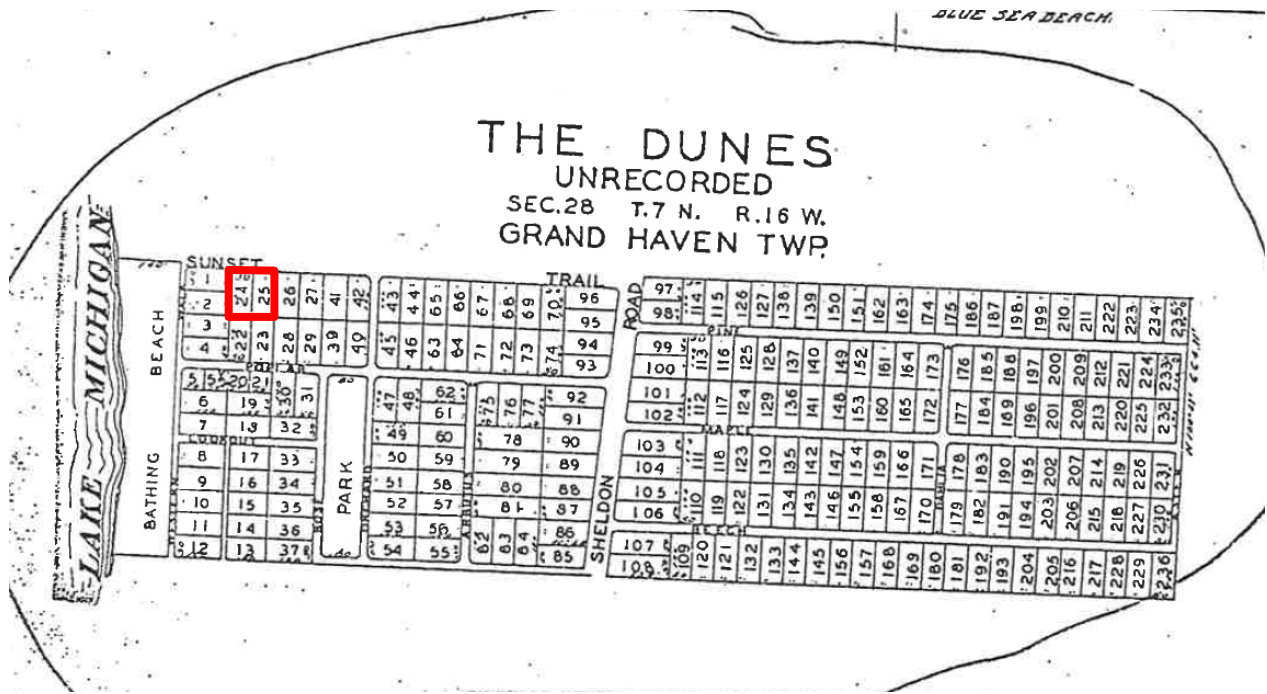 BLUE SEA BEACH
THE DUNES
UNRECORDED
SEC.28 T.7 N. R.16 W.
GRAND HAVEN TWP.
LAKE MICHIGAN
BATHING BEACH
SUNSET TRAIL
1 24 25 26 27 41 42 43 44 65 66 67 68 69 70 96
2 95
3 22 23 28 29 39 40 45 46 63 64 71 72 73 74 94
4 93
POPLAR
5 20 21 30 31 47 48 62 75 76 77 92
6 19 61 91
7 18 32 49 60 78 90
LOOKOUT
8 17 33 50 59 79 89
9 16 34 51 58 80 88
10 15 35 52 57 81 87
11 14 36 53 56 82 83 84 86
12 13 37 54 55 85
ROSE
PARK
ORCHARD
ARBUTUS
SHELDON ROAD
97 114 115 126 127 138 139 150 151 162 163 174 175 186 187 198 199 210 211 222 223 234 235
98
PINE
99 113 116 125 128 137 140 149 152 161 164 173 176 185 188 197 200 209 212 221 224 233
100
101 112 117 124 129 136 141 148 153 160 165 172 177 184 189 196 201 208 213 220 225 232
102
MAPLE
103 111 118 123 130 135 142 147 154 159 166 171 178 183 190 195 202 207 214 219 226 231
104
105 110 119 122 131 134 143 146 155 158 167 170 179 182 191 194 203 206 215 218 227 230
106
DAHLIA
BEECH
107 109 120 121 132 133 144 145 156 157 168 169 180 181 192 193 204 205 216 217 228 229 236
108